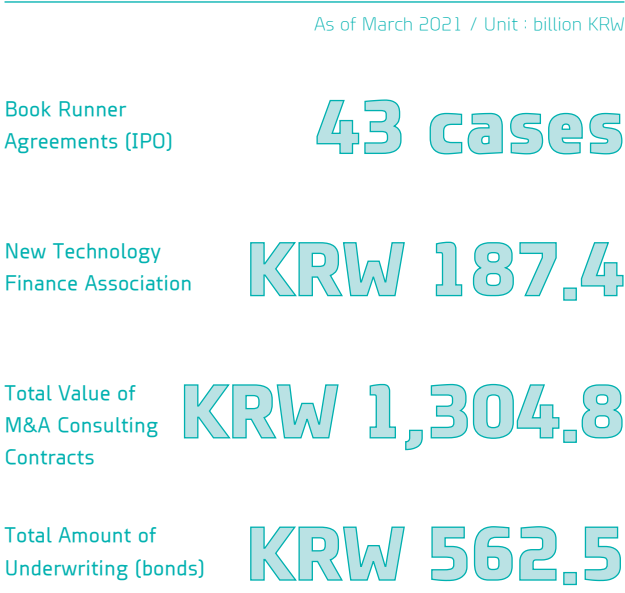 As of March 2021 / Unit : billion KRW
Book Runner
Agreements (IPO)
43 cases
New Technology
Finance Association
KRW 187.4
Total Value of
M&A Consulting
Contracts
KRW 1,304.8
Total Amount of
Underwriting (bonds)
KRW 562.5